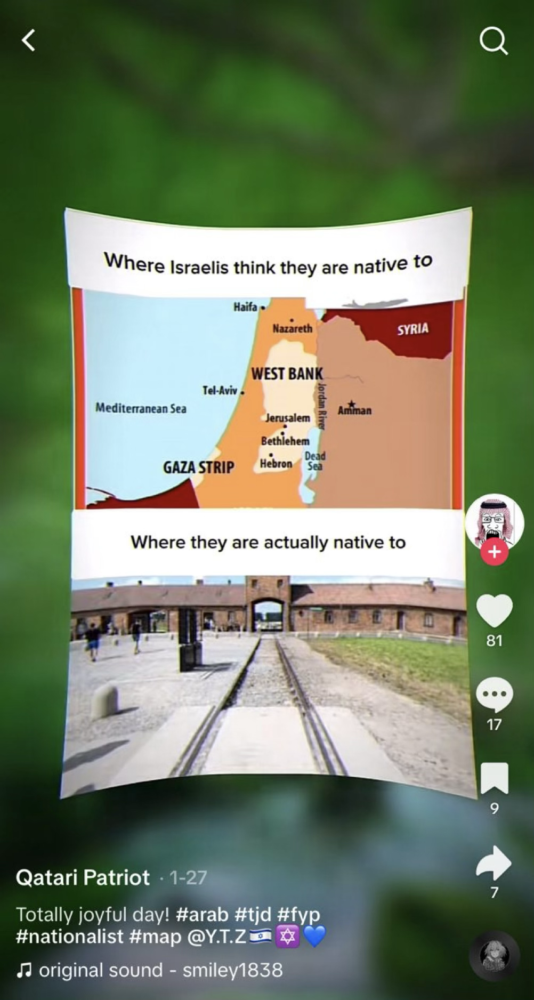 Where Israelis think they are native to
Haifa
Nazareth
SYRIA
WEST BANK
Tel-Aviv
Mediterranean Sea
Jordan River
Amman
Jerusalem
Bethlehem
Dead
Sea
Hebron
GAZA STRIP
Where they are actually native to
81
17
9
7
Qatari Patriot · 1-27
Totally joyful day! #arab #tjd #fyp
#nationalist #map @Y.T.Z🇮🇱🔯💙
original sound - smiley1838